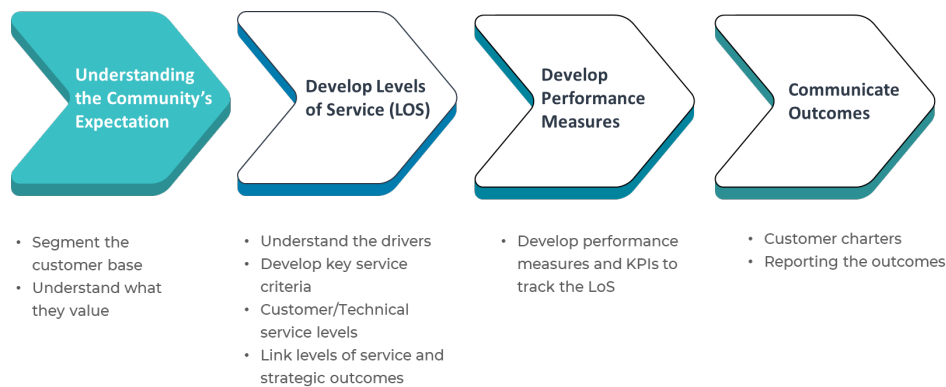 Understanding
the Community's
Expectation
Develop Levels
of Service (LOS)
Develop
Performance
Measures
Communicate
Outcomes
• Segment the
customer base
• Understand what
they value
• Understand the drivers
• Develop key service
criteria
• Customer/Technical
service levels
• Link levels of service and
strategic outcomes
• Develop performance
measures and KPIs to
track the LoS
• Customer charters
• Reporting the outcomes